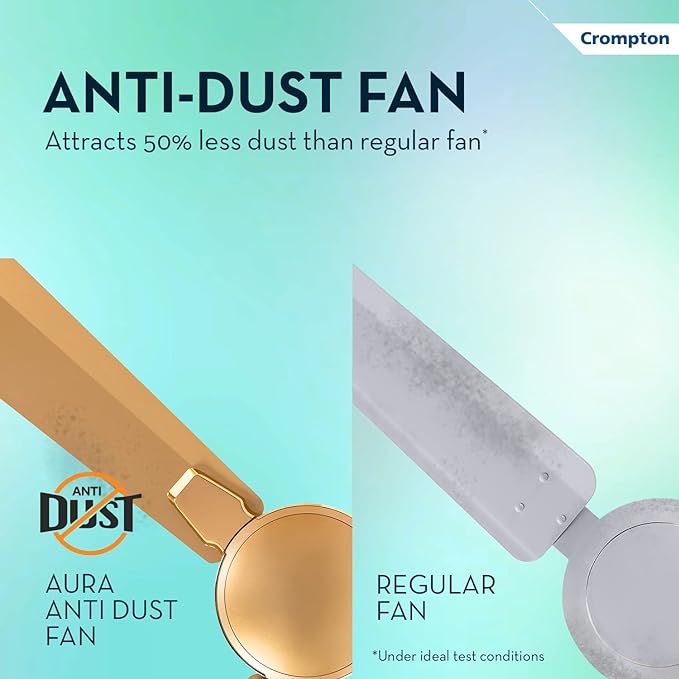 Crompton
ANTI-DUST FAN
Attracts 50% less dust than regular fan*
ANTI
DUST
AURA
ANTI DUST
FAN
REGULAR
FAN
*Under ideal test conditions